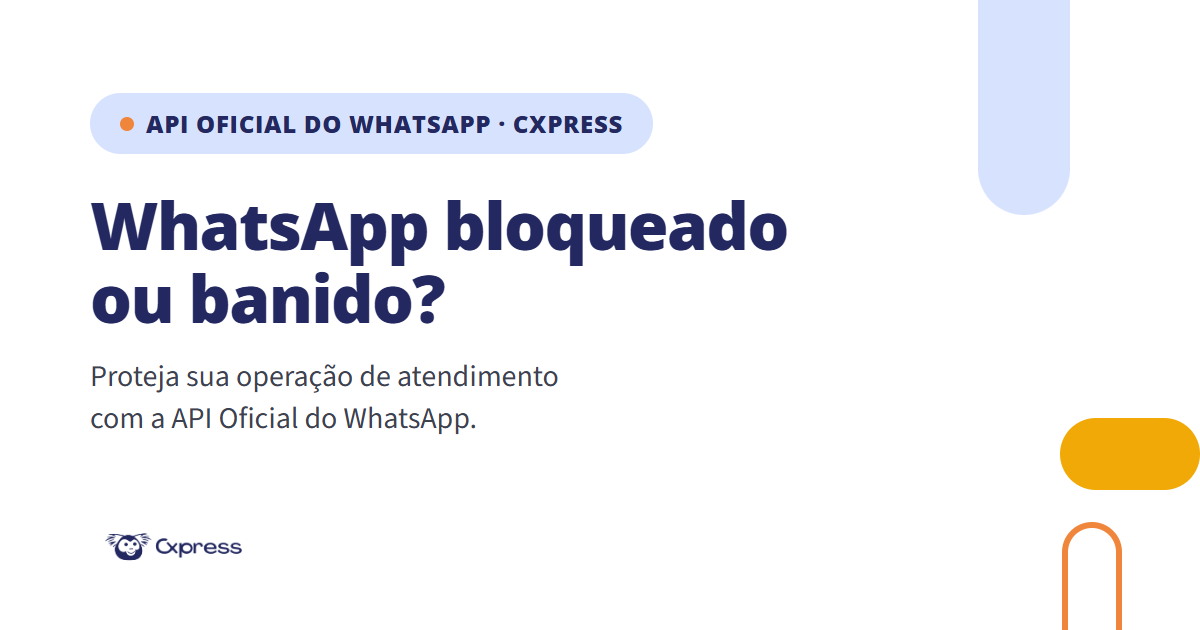 API OFICIAL DO WHATSAPP · CXPRESS
WhatsApp bloqueado
ou banido?
Proteja sua operação de atendimento
com a API Oficial do WhatsApp.
Cxpress